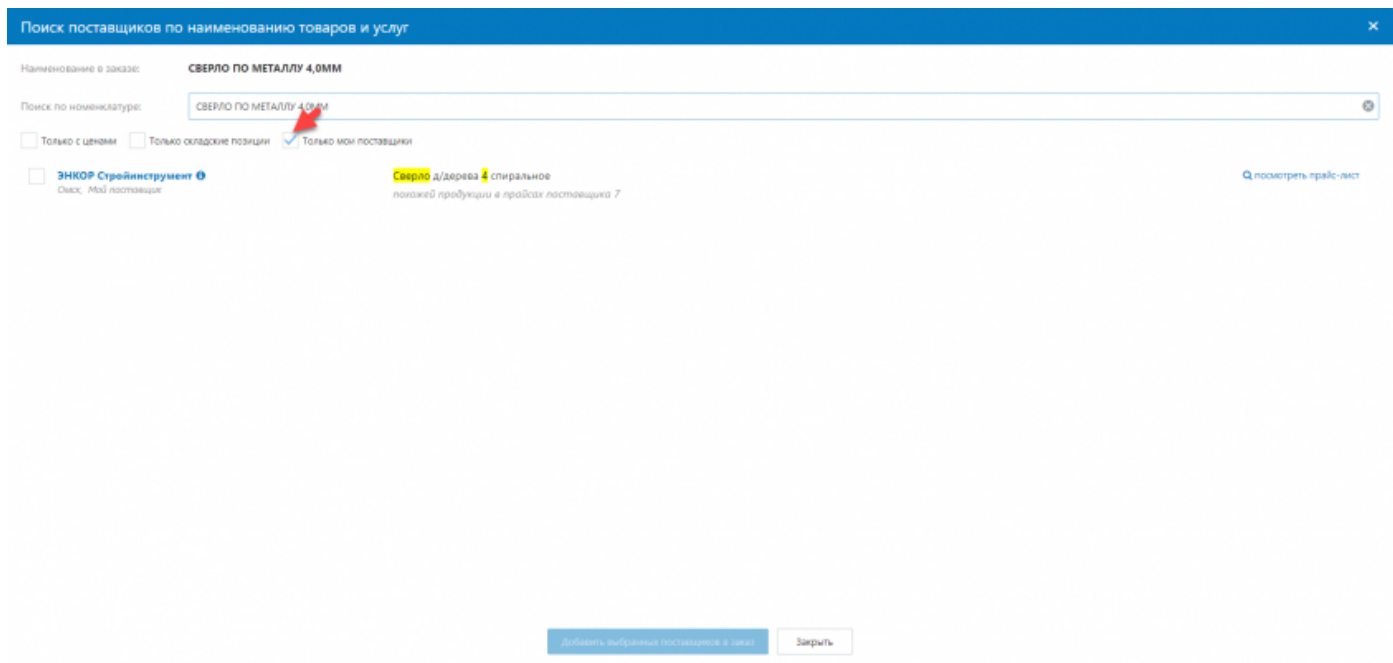 Поиск поставщиков по наименованию товаров и услуг
Наименование в заказе: СВЕРЛО ПО МЕТАЛЛУ 4,0ММ
Поиск по номенклатуре: СВЕРЛО ПО МЕТАЛЛУ 4,0ММ
Только с ценами Только складские позиции Только мои поставщики
ЭНКОР Стройинструмент Сверло д/дерева 4 спиральное посмотреть прайс-лист
Омск, Мой поставщик похожей продукции в прайсах поставщика 7
Добавить выбранных поставщиков в заказ Закрыть